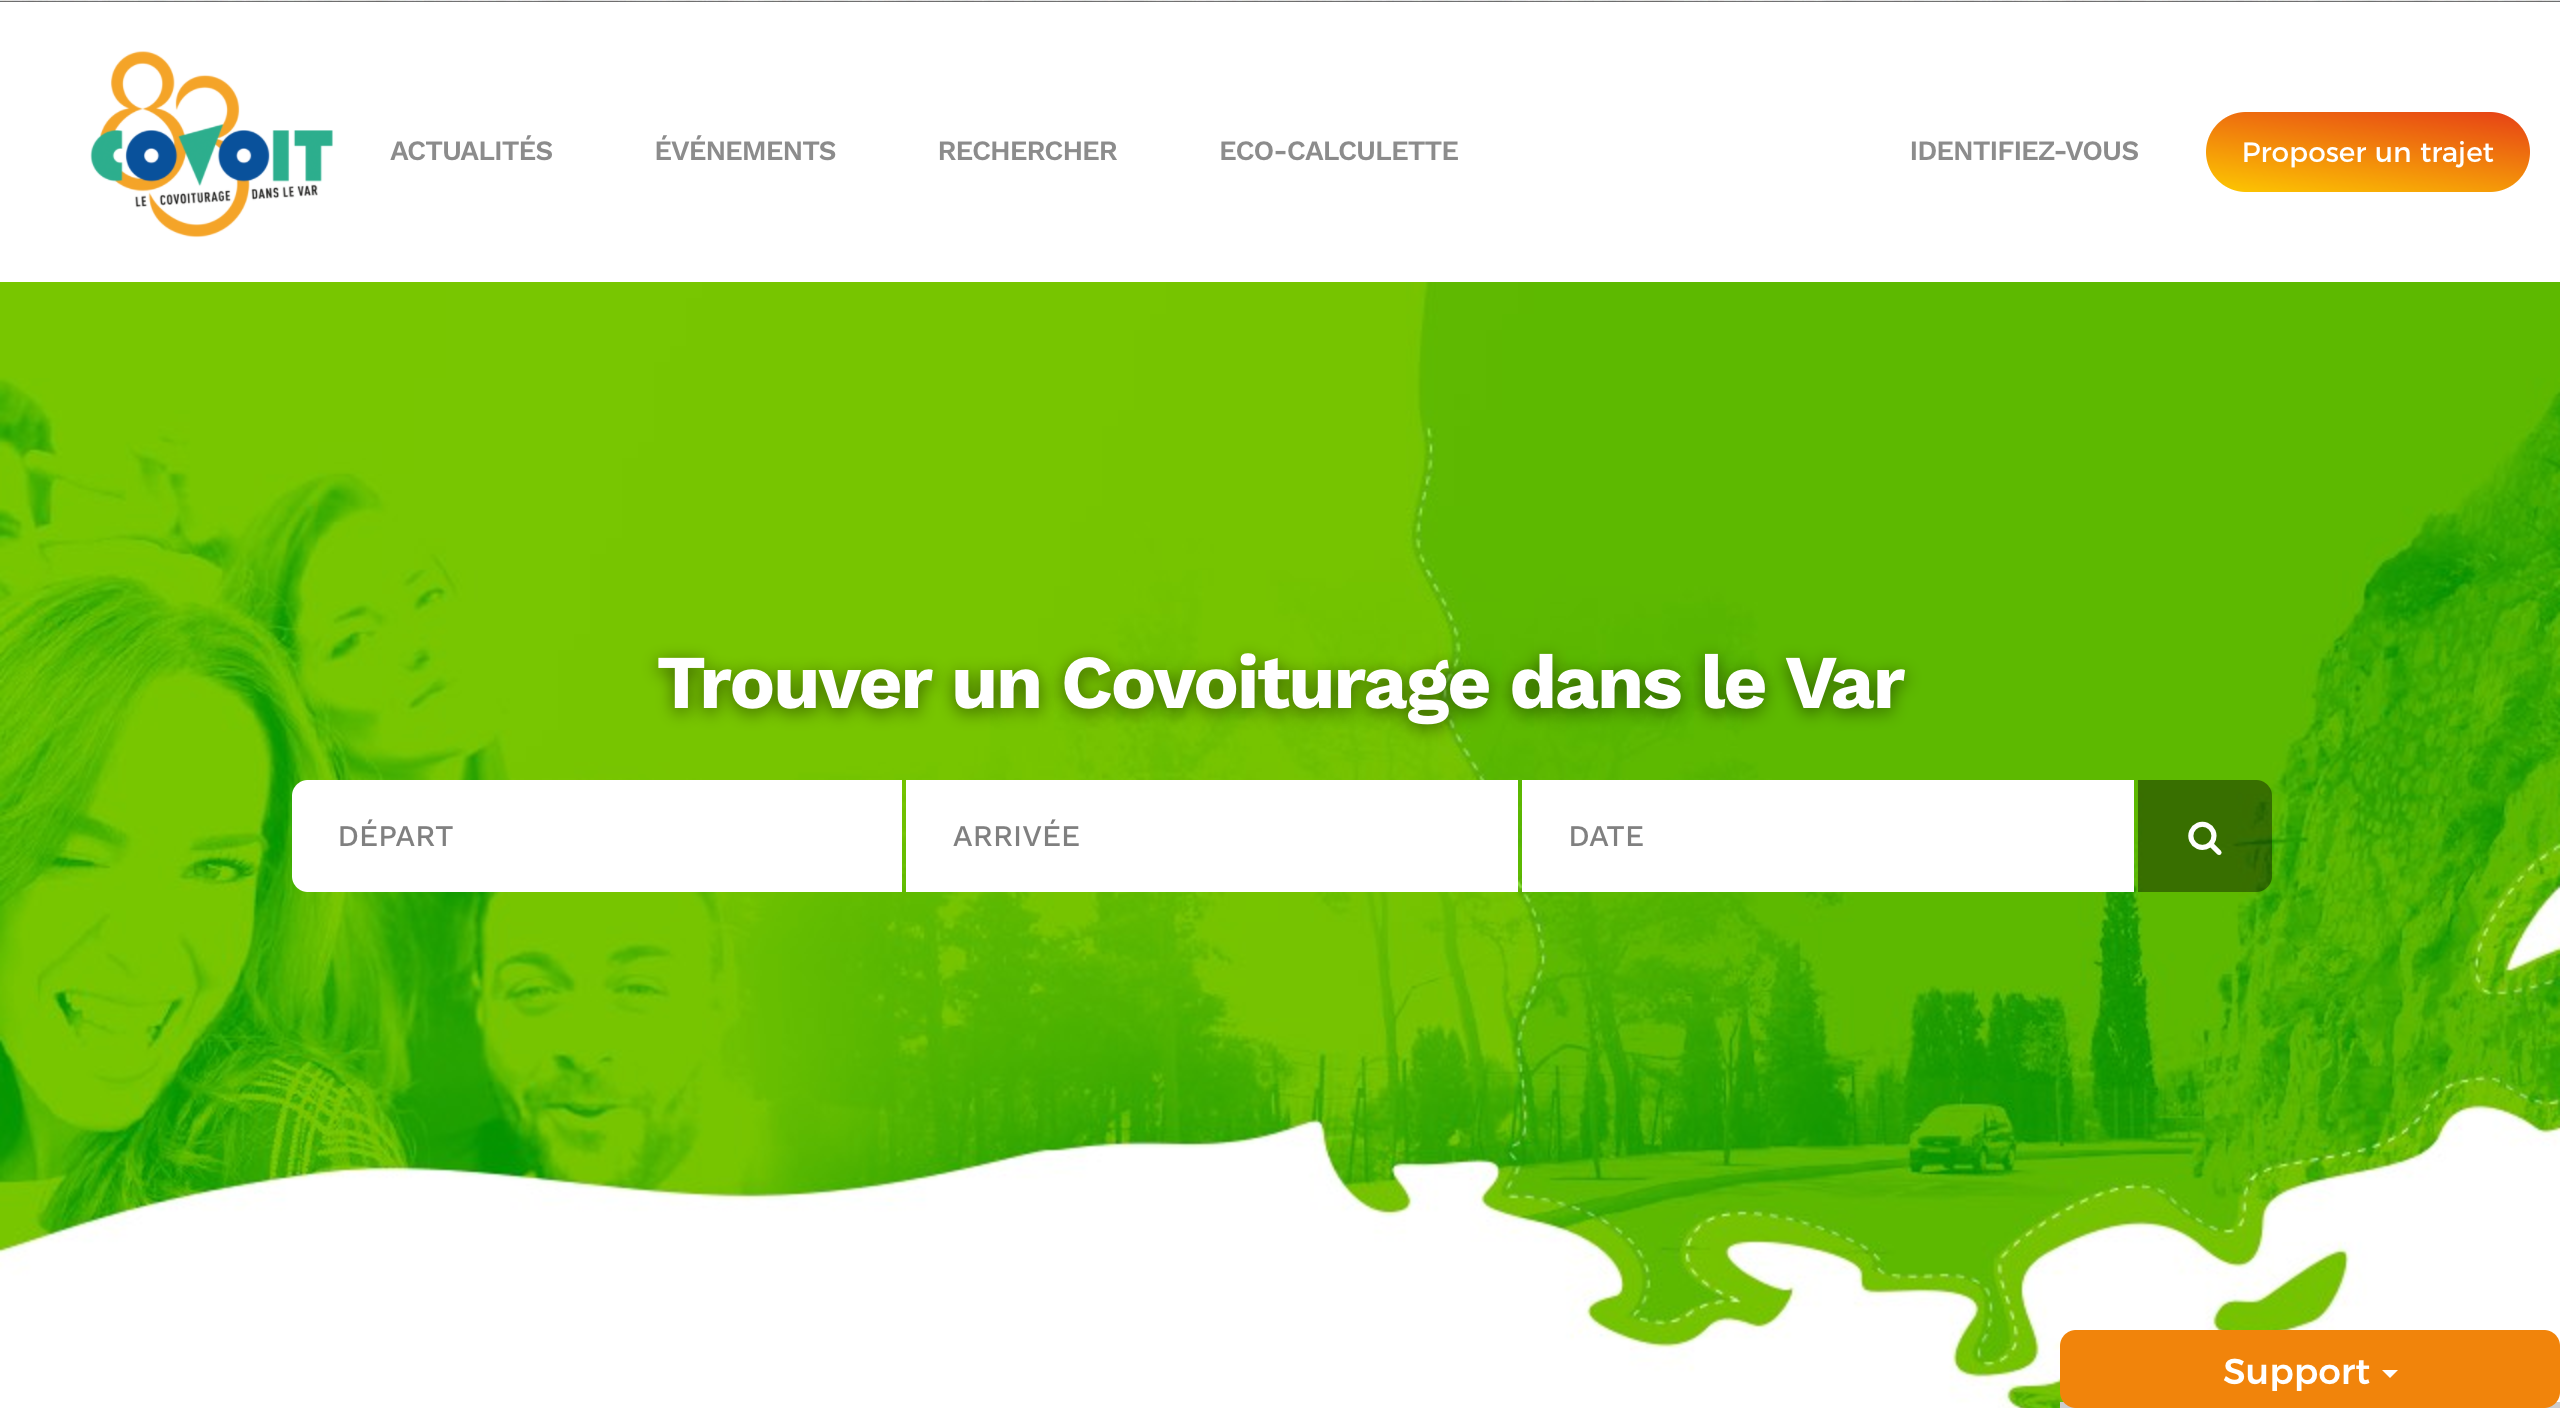 83
COVOIT
LE COVOITURAGE DANS LE VAR
ACTUALITÉS
ÉVÉNEMENTS
RECHERCHER
ECO-CALCULETTE
IDENTIFIEZ-VOUS
Proposer un trajet
Trouver un Covoiturage dans le Var
DÉPART
ARRIVÉE
DATE
Support